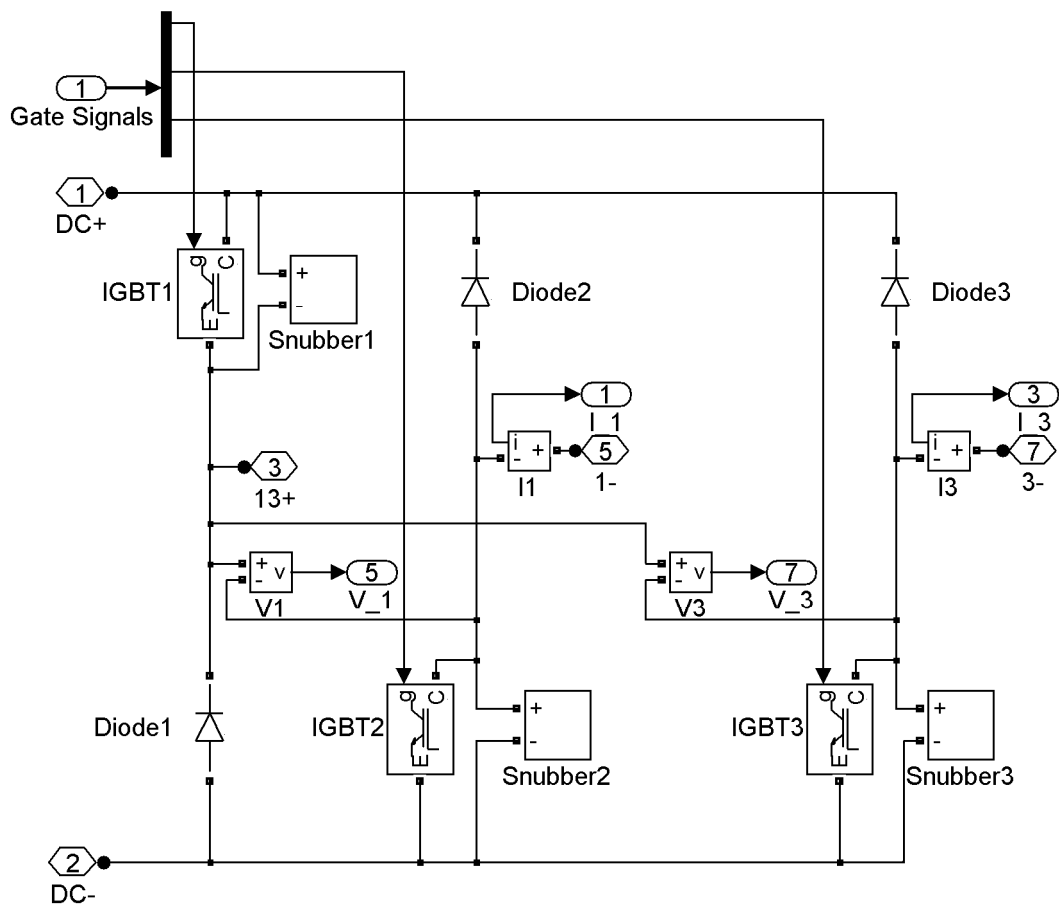 1
Gate Signals
1
DC+
g C
E
IGBT1
+
-
Snubber1
Diode2
Diode3
1
I_1
i
+
-
I1
5
1-
3
I_3
i
+
-
I3
7
3-
3
13+
+
-
v
V1
5
V_1
+
-
v
V3
7
V_3
Diode1
IGBT2
g C
E
+
-
Snubber2
IGBT3
g C
E
+
-
Snubber3
2
DC-